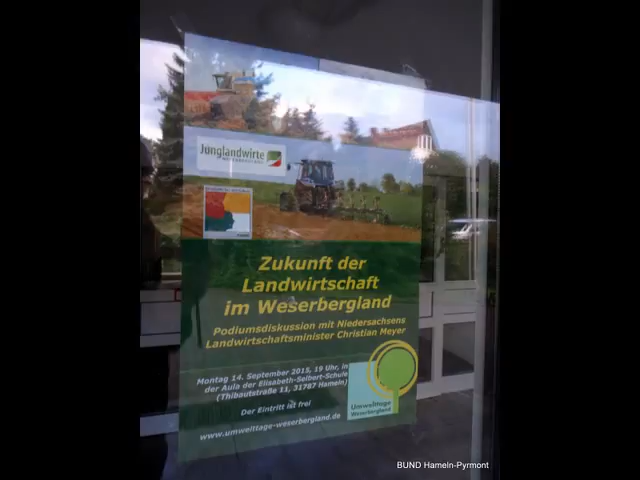 Junglandwirte
Zukunft der
Landwirtschaft
im Weserbergland
Podiumsdiskussion mit Niedersachsens
Landwirtschaftsminister Christian Meyer
Montag 14. September 2015, 19 Uhr, in
der Aula der Elisabeth-Selbert-Schule
(Thibautstraße 11, 31787 Hameln)
Der Eintritt ist frei
www.umwelttage-weserbergland.de
Umwelttage
Weserbergland
BUND Hameln-Pyrmont